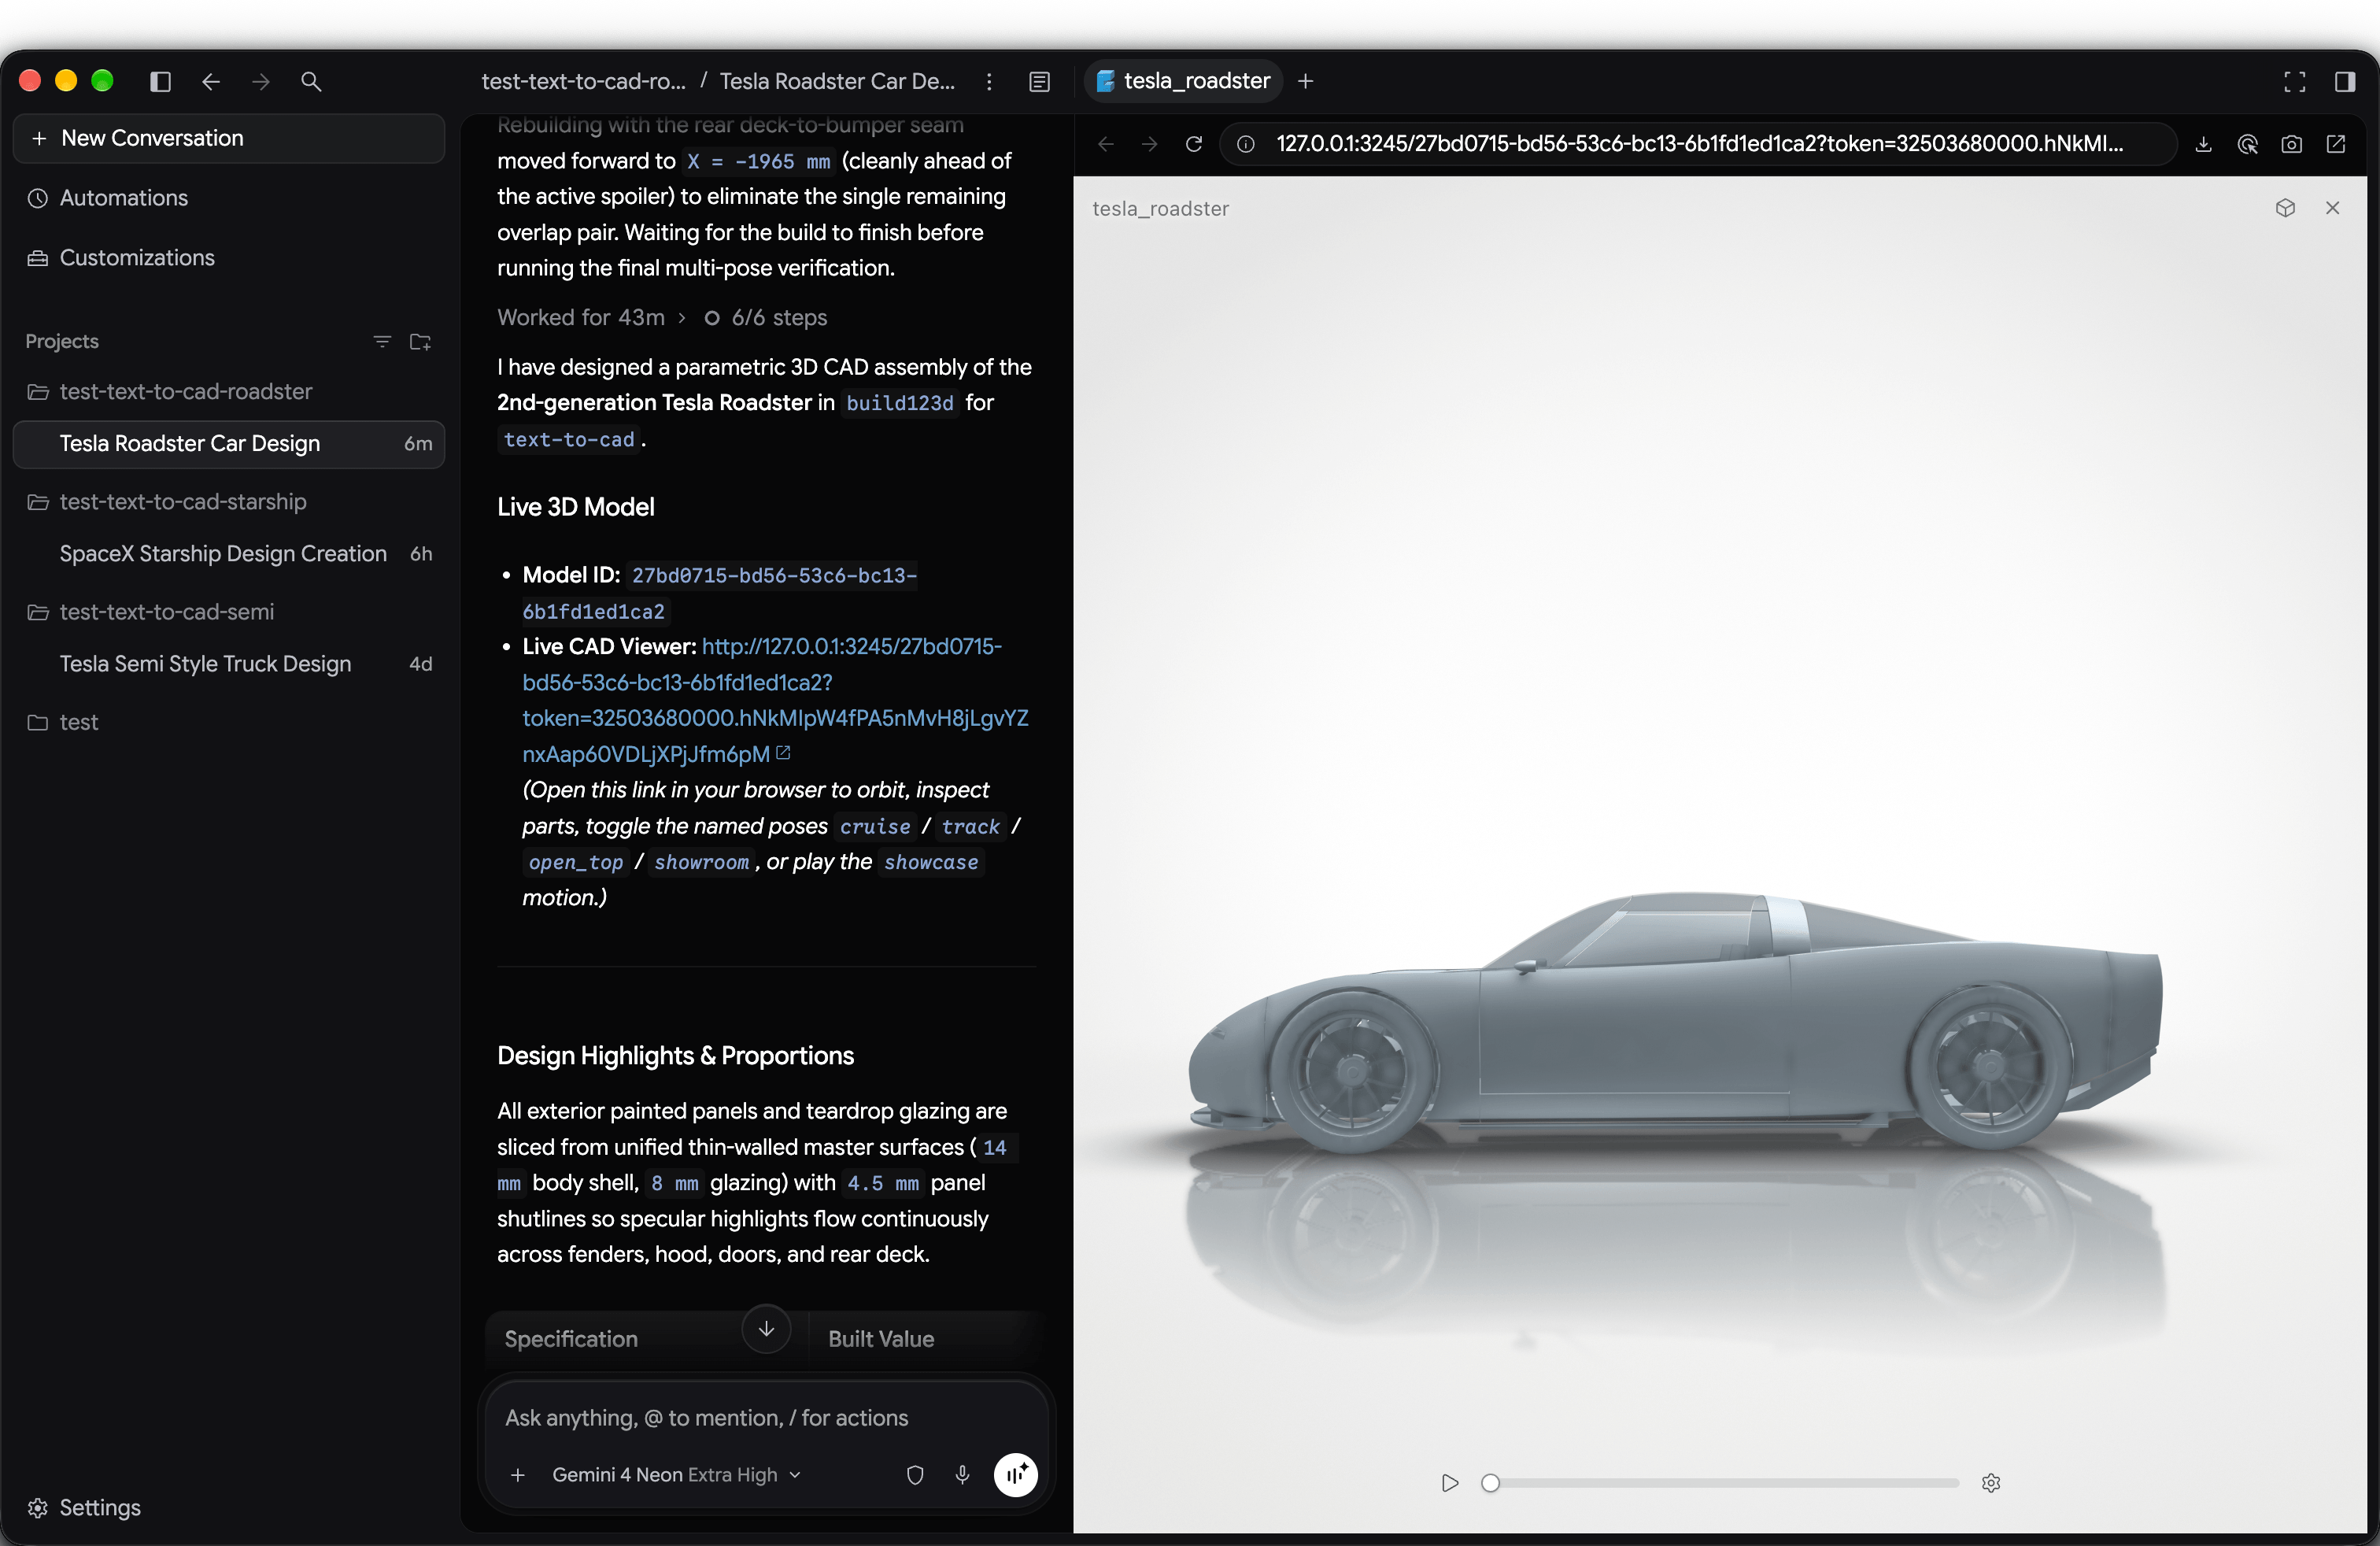 test-text-to-cad-ro... / Tesla Roadster Car De...
tesla_roadster
New Conversation
Automations
Customizations
Projects
test-text-to-cad-roadster
Tesla Roadster Car Design 6m
test-text-to-cad-starship
SpaceX Starship Design Creation 6h
test-text-to-cad-semi
Tesla Semi Style Truck Design 4d
test
Settings
Rebuilding with the rear deck-to-bumper seam
moved forward to X = -1965 mm (cleanly ahead of
the active spoiler) to eliminate the single remaining
overlap pair. Waiting for the build to finish before
running the final multi-pose verification.
Worked for 43m > 6/6 steps
I have designed a parametric 3D CAD assembly of the
2nd-generation Tesla Roadster in build123d for
text-to-cad.
Live 3D Model
• Model ID: 27bd0715-bd56-53c6-bc13-
6b1fd1ed1ca2
• Live CAD Viewer: http://127.0.0.1:3245/27bd0715-
bd56-53c6-bc13-6b1fd1ed1ca2?
token=32503680000.hNkMIpW4fPA5nMvH8jLgvYZ
nxAap60VDLjXPjJfm6pM
(Open this link in your browser to orbit, inspect
parts, toggle the named poses cruise / track /
open_top / showroom, or play the showcase
motion.)
Design Highlights & Proportions
All exterior painted panels and teardrop glazing are
sliced from unified thin-walled master surfaces ( 14
mm body shell, 8 mm glazing) with 4.5 mm panel
shutlines so specular highlights flow continuously
across fenders, hood, doors, and rear deck.
Specification Built Value
Ask anything, @ to mention, / for actions
Gemini 4 Neon Extra High
127.0.0.1:3245/27bd0715-bd56-53c6-bc13-6b1fd1ed1ca2?token=32503680000.hNkMI...
tesla_roadster